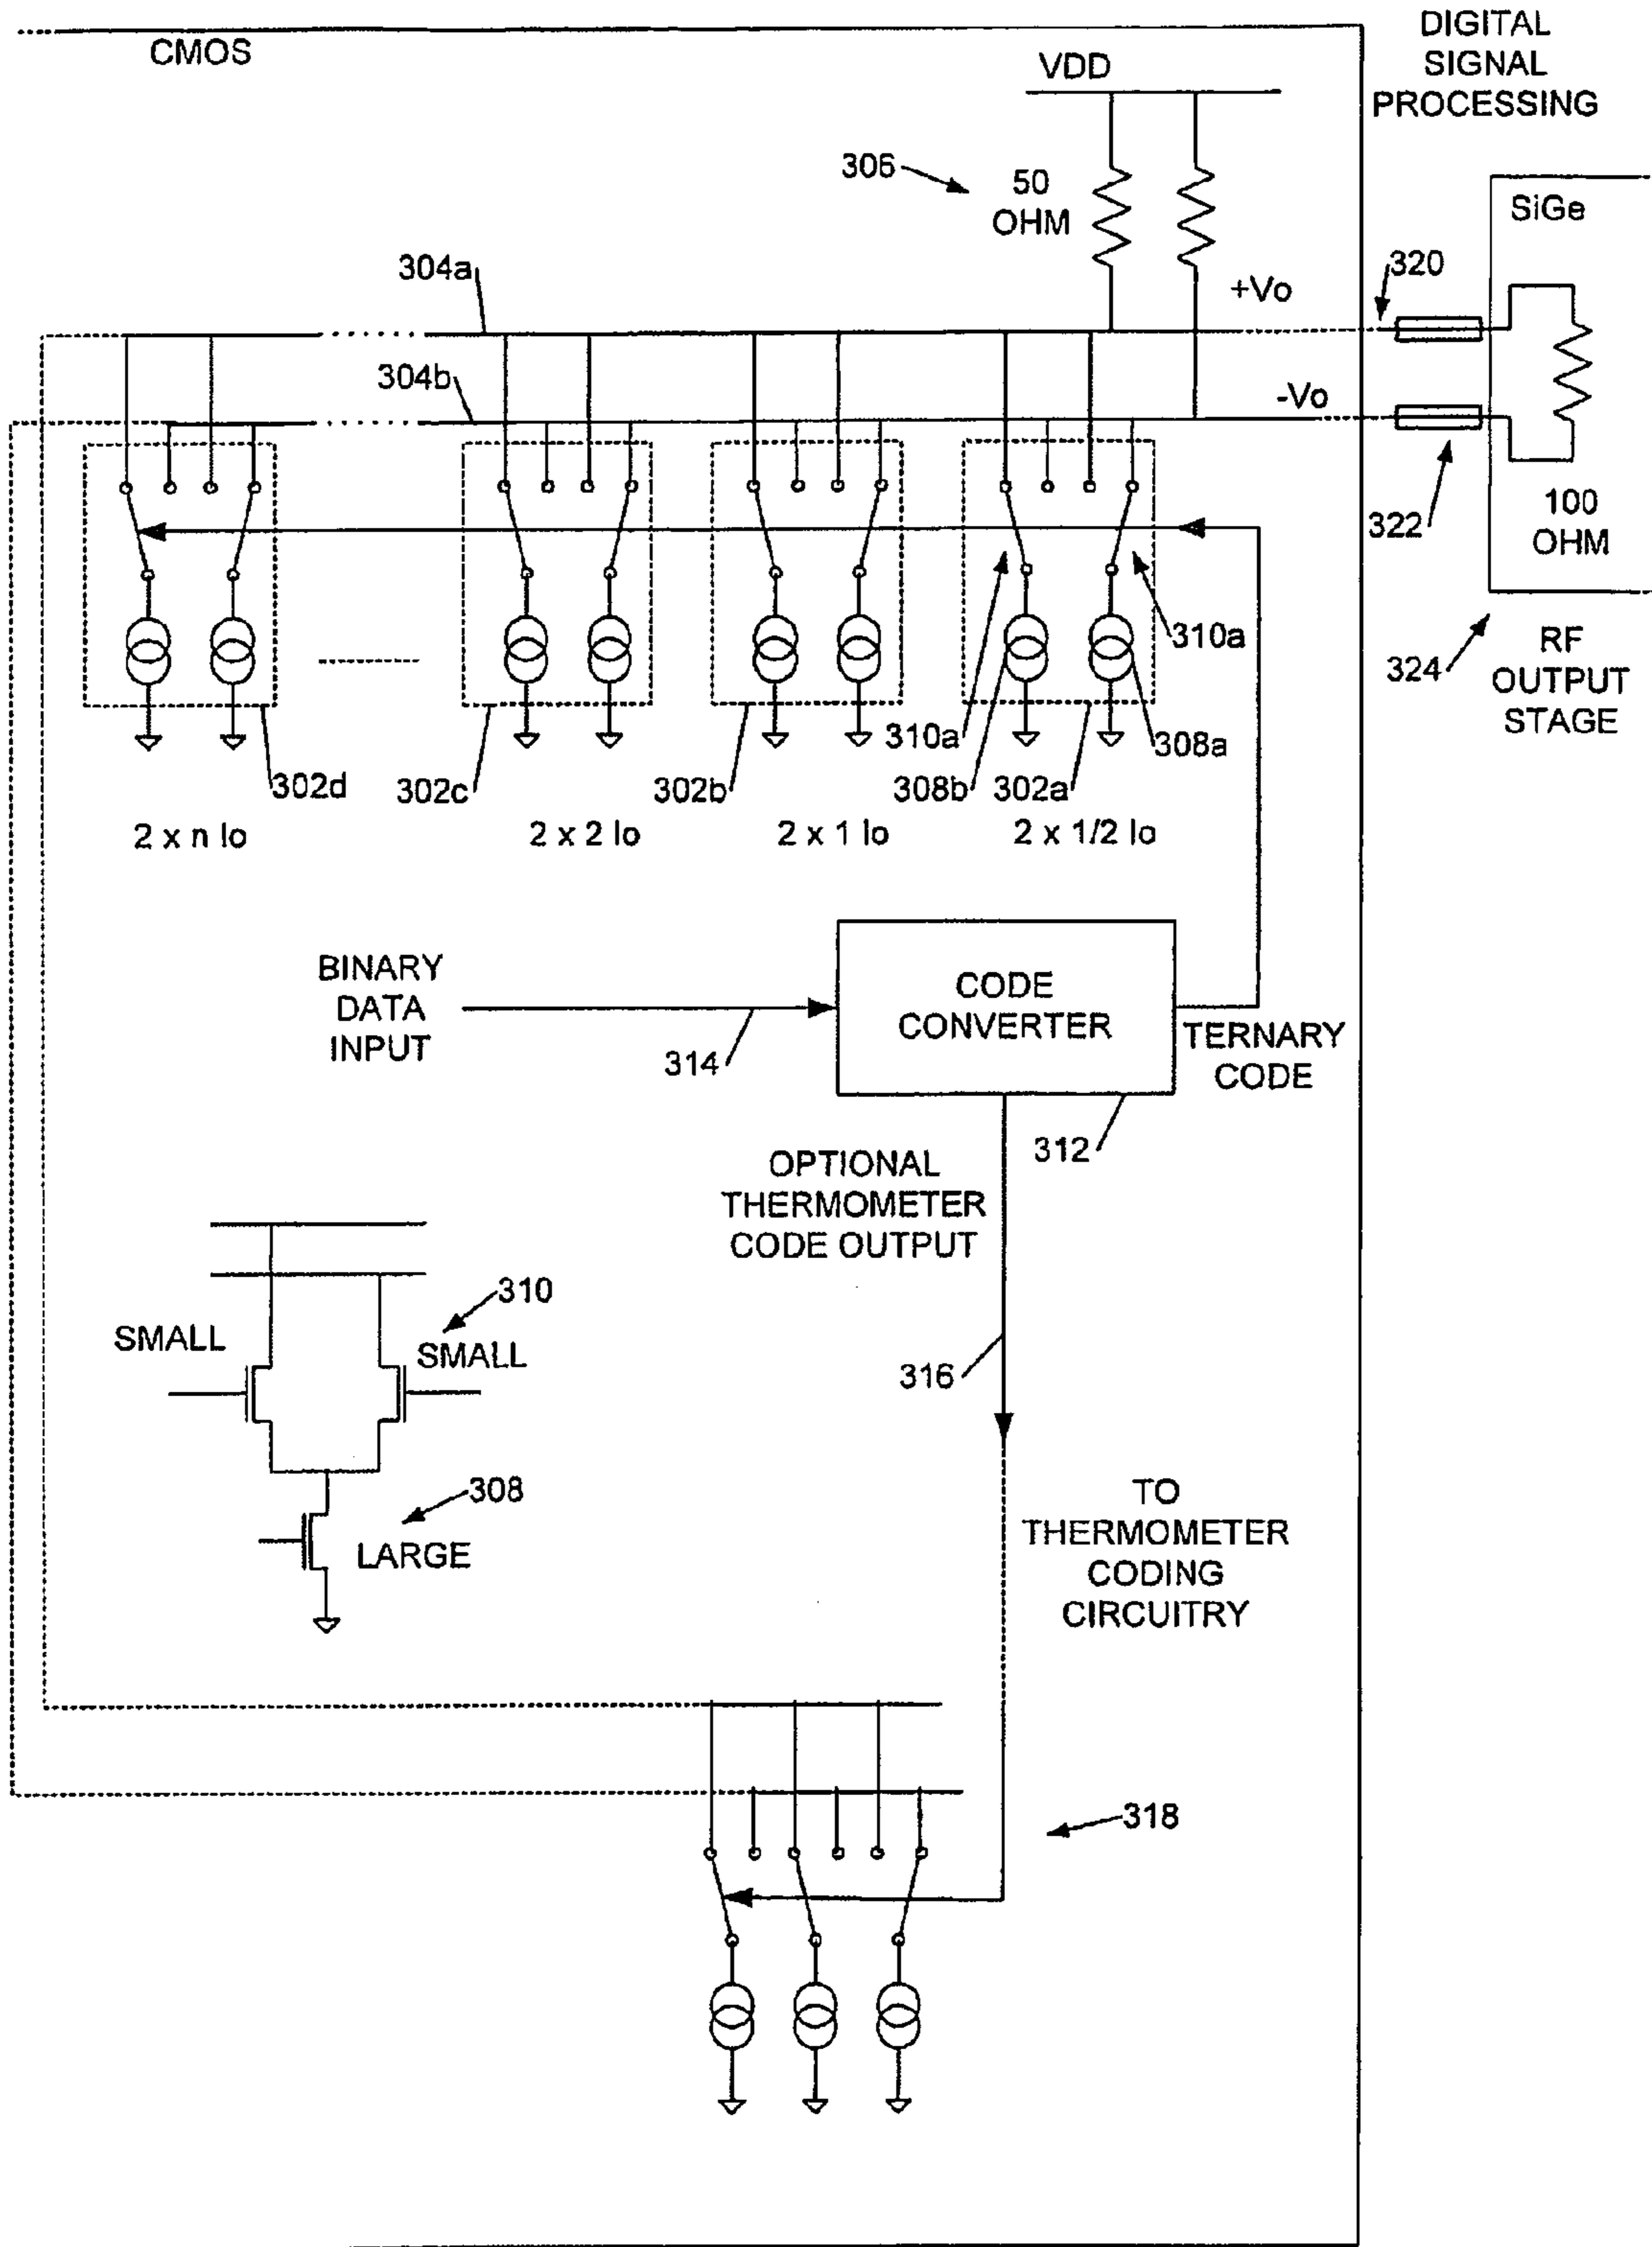 CMOS
DIGITAL
SIGNAL
PROCESSING
VDD
306
50
OHM
SiGe
304a
+Vo
320
304b
-Vo
322
100
OHM
310a
324
RF
OUTPUT
STAGE
310a
308a
302d
302c
302b
308b
302a
2 x n Io
2 x 2 Io
2 x 1 Io
2 x 1/2 Io
BINARY
DATA
INPUT
314
CODE
CONVERTER
TERNARY
CODE
312
OPTIONAL
THERMOMETER
CODE OUTPUT
310
SMALL
SMALL
316
308
LARGE
TO
THERMOMETER
CODING
CIRCUITRY
318